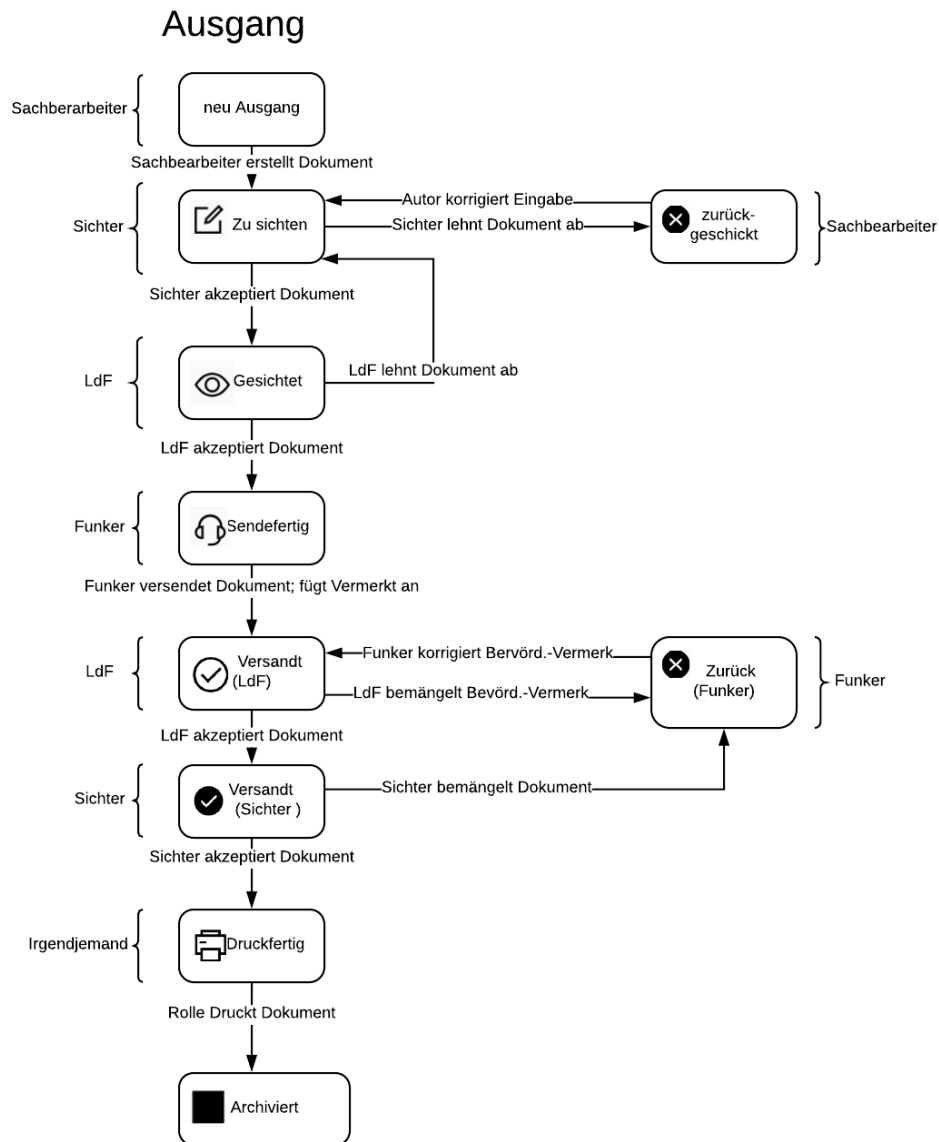 Ausgang
Sachberarbeiter
neu Ausgang
Sachbearbeiter erstellt Dokument
Sichter
Zu sichten
Autor korrigiert Eingabe
Sichter lehnt Dokument ab
zurück-
geschickt
Sachbearbeiter
Sichter akzeptiert Dokument
LdF
Gesichtet
LdF lehnt Dokument ab
LdF akzeptiert Dokument
Funker
Sendefertig
Funker versendet Dokument; fügt Vermerkt an
LdF
Versandt
(LdF)
Funker korrigiert Bervörd.-Vermerk
LdF bemängelt Bevörd.-Vermerk
Zurück
(Funker)
Funker
LdF akzeptiert Dokument
Sichter
Versandt
(Sichter )
Sichter bemängelt Dokument
Sichter akzeptiert Dokument
Irgendjemand
Druckfertig
Rolle Druckt Dokument
Archiviert